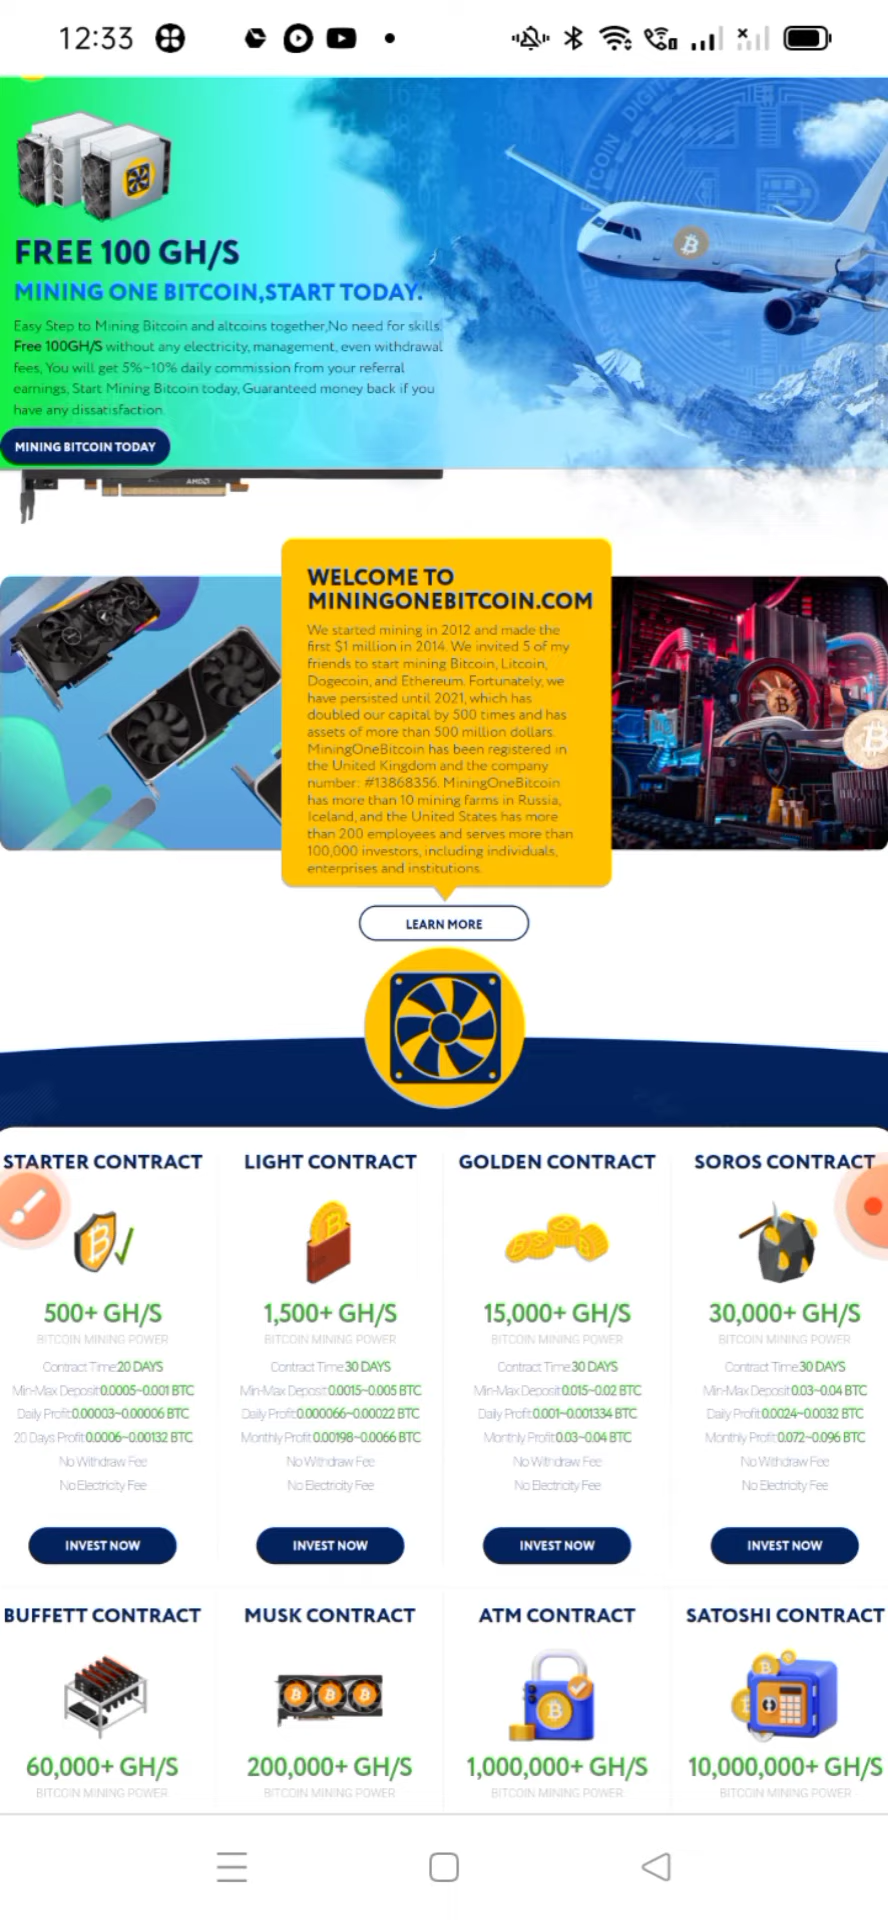 12:33
FREE 100 GH/S
MINING ONE BITCOIN,START TODAY.
Easy Step to Mining Bitcoin and altcoins together,No need for skills.
Free 100GH/S without any electricity, management, even withdrawal
fees, You will get 5%~10% daily commission from your referral
earnings, Start Mining Bitcoin today, Guaranteed money back if you
have any dissatisfaction.
MINING BITCOIN TODAY
AMD
BITCOIN DIGIT
WELCOME TO
MININGONEBITCOIN.COM
We started mining in 2012 and made the
first $1 million in 2014. We invited 5 of my
friends to start mining Bitcoin, Litcoin,
Dogecoin, and Ethereum. Fortunately, we
have persisted until 2021, which has
doubled our capital by 500 times and has
assets of more than 500 million dollars.
MiningOneBitcoin has been registered in
the United Kingdom and the company
number: #13868356. MiningOneBitcoin
has more than 10 mining farms in Russia,
Iceland, and the United States has more
than 200 employees and serves more than
100,000 investors, including individuals,
enterprises and institutions.
LEARN MORE
STARTER CONTRACT LIGHT CONTRACT GOLDEN CONTRACT SOROS CONTRACT
500+ GH/S 1,500+ GH/S 15,000+ GH/S 30,000+ GH/S
BITCOIN MINING POWER BITCOIN MINING POWER BITCOIN MINING POWER BITCOIN MINING POWER
Contract Time:20 DAYS Contract Time:30 DAYS Contract Time:30 DAYS Contract Time:30 DAYS
Min-Max Deposit:0.0005~0.001 BTC Min-Max Deposit:0.0015~0.005 BTC Min-Max Deposit:0.015~0.02 BTC Min-Max Deposit:0.03~0.04 BTC
Daily Profit:0.00003~0.00006 BTC Daily Profit:0.000066~0.00022 BTC Daily Profit:0.001~0.001334 BTC Daily Profit:0.0024~0.0032 BTC
20 Days Profit:0.0006~0.00132 BTC Monthly Profit:0.00198~0.0066 BTC Monthly Profit:0.03~0.04 BTC Monthly Profit:0.072~0.096 BTC
No Withdraw Fee No Withdraw Fee No Withdraw Fee No Withdraw Fee
No Electricity Fee No Electricity Fee No Electricity Fee No Electricity Fee
INVEST NOW INVEST NOW INVEST NOW INVEST NOW
BUFFETT CONTRACT MUSK CONTRACT ATM CONTRACT SATOSHI CONTRACT
60,000+ GH/S 200,000+ GH/S 1,000,000+ GH/S 10,000,000+ GH/S
BITCOIN MINING POWER BITCOIN MINING POWER BITCOIN MINING POWER BITCOIN MINING POWER